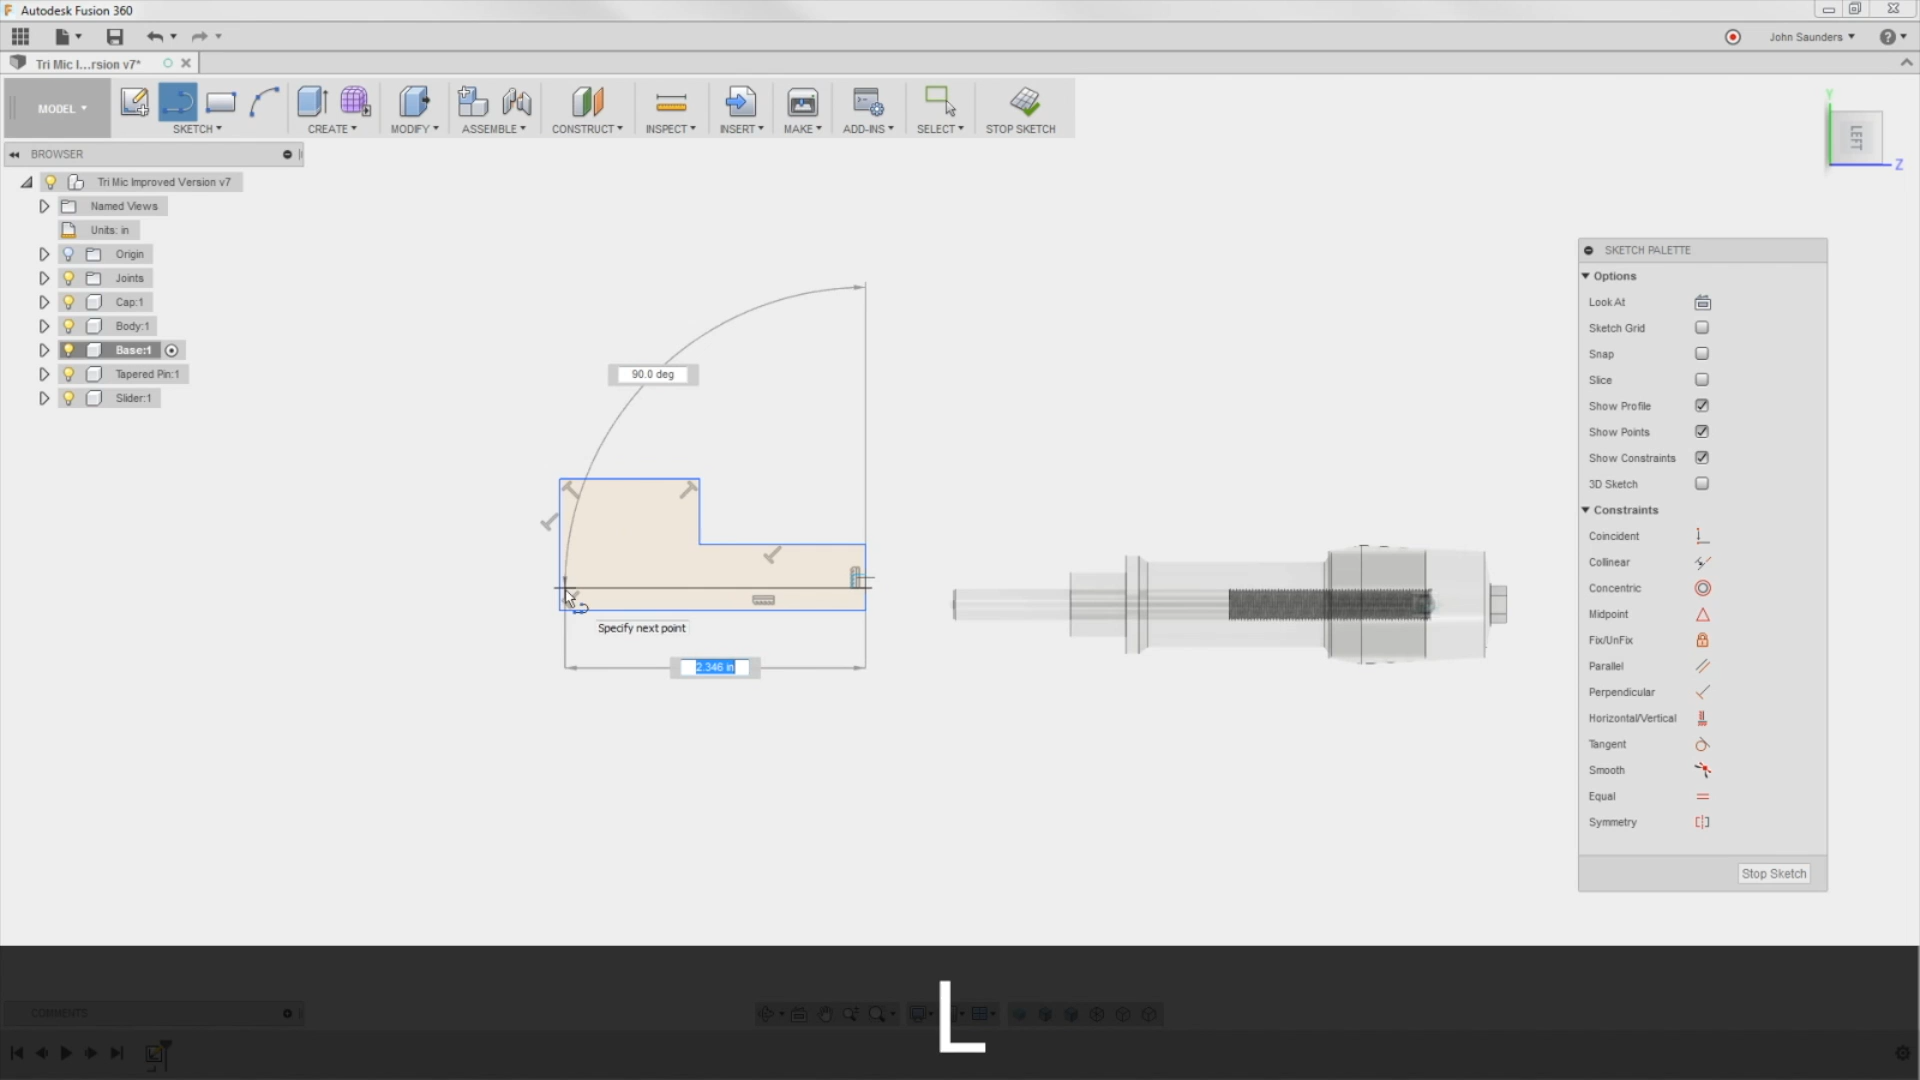 Autodesk Fusion 360
John Saunders
Tri Mic I...rsion v7*
MODEL
SKETCH
CREATE
MODIFY
ASSEMBLE
CONSTRUCT
INSPECT
INSERT
MAKE
ADD-INS
SELECT
STOP SKETCH
Y
LEFT
Z
BROWSER
Tri Mic Improved Version v7
Named Views
Units: in
Origin
Joints
Cap:1
Body:1
Base:1
Tapered Pin:1
Slider:1
90.0 deg
Specify next point
2.346 in
SKETCH PALETTE
Options
Look At
Sketch Grid
Snap
Slice
Show Profile
Show Points
Show Constraints
3D Sketch
Constraints
Coincident
Collinear
Concentric
Midpoint
Fix/UnFix
Parallel
Perpendicular
Horizontal/Vertical
Tangent
Smooth
Equal
Symmetry
Stop Sketch
COMMENTS
L